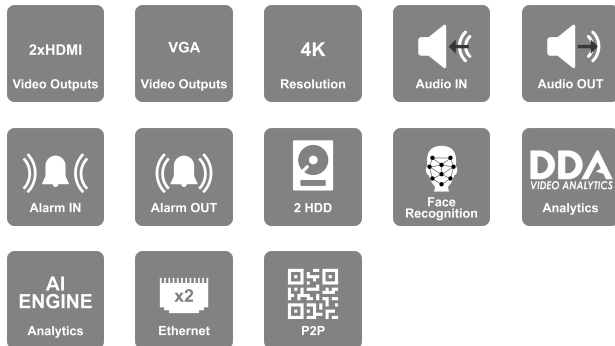 2xHDMI
Video Outputs
VGA
Video Outputs
4K
Resolution
Audio IN
Audio OUT
Alarm IN
Alarm OUT
2 HDD
Face
Recognition
DDA
VIDEO ANALYTICS
Analytics
AI
ENGINE
Analytics
x2
Ethernet
P2P